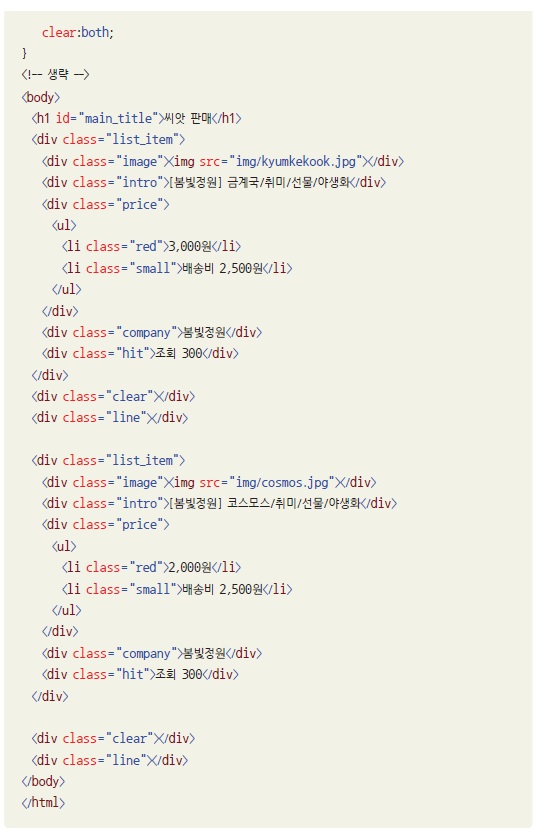 clear:both;
}
<!-- 생략 -->
<body>
<h1 id="main_title">씨앗 판매</h1>
<div class="list_item">
<div class="image"><img src="img/kyumkekook.jpg"></div>
<div class="intro">[봄빛정원] 금계국/취미/선물/야생화</div>
<div class="price">
<ul>
<li class="red">3,000원</li>
<li class="small">배송비 2,500원</li>
</ul>
</div>
<div class="company">봄빛정원</div>
<div class="hit">조회 300</div>
</div>
<div class="clear"></div>
<div class="line"></div>
<div class="list_item">
<div class="image"><img src="img/cosmos.jpg"></div>
<div class="intro">[봄빛정원] 코스모스/취미/선물/야생화</div>
<div class="price">
<ul>
<li class="red">2,000원</li>
<li class="small">배송비 2,500원</li>
</ul>
</div>
<div class="company">봄빛정원</div>
<div class="hit">조회 300</div>
</div>
<div class="clear"></div>
<div class="line"></div>
</body>
</html>